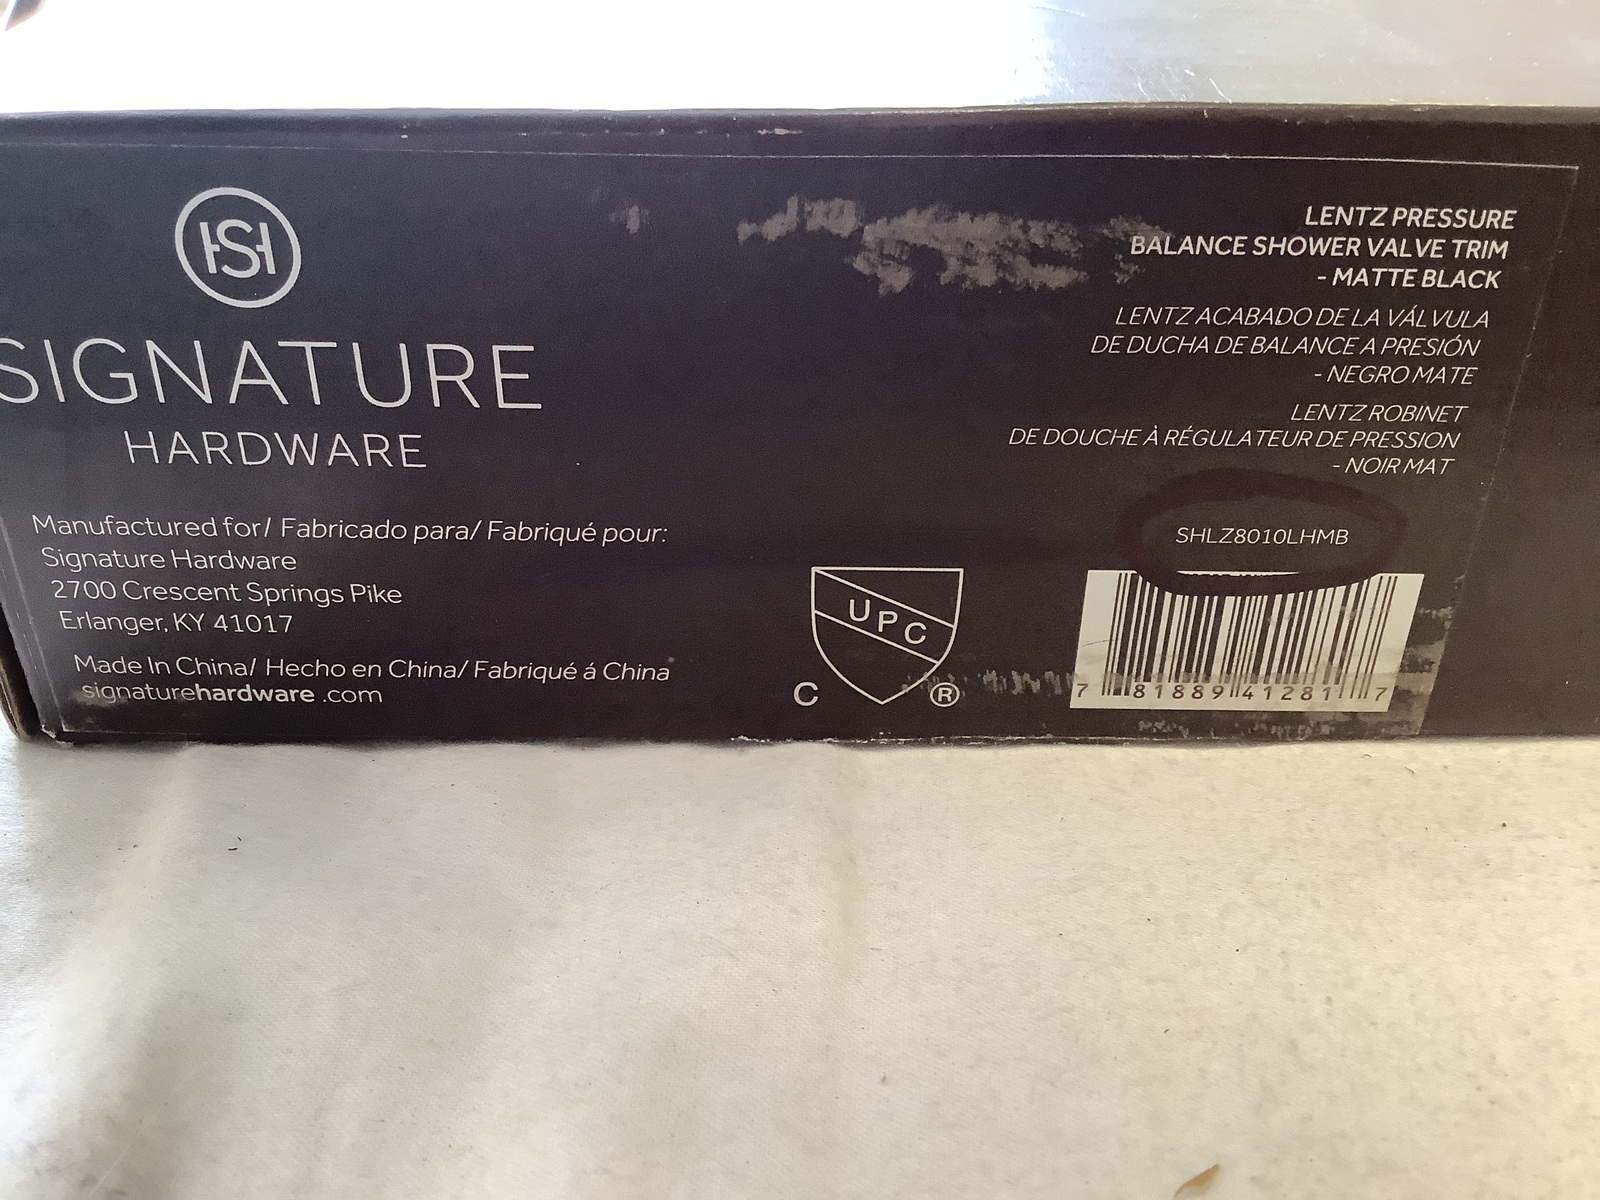 HSH
SIGNATURE
HARDWARE
Manufactured for/ Fabricado para/ Fabriqué pour:
Signature Hardware
2700 Crescent Springs Pike
Erlanger, KY 41017
Made In China/ Hecho en China/ Fabriqué á China
signaturehardware .com
UPC
C ®
LENTZ PRESSURE
BALANCE SHOWER VALVE TRIM
- MATTE BLACK
LENTZ ACABADO DE LA VÁLVULA
DE DUCHA DE BALANCE A PRESIÓN
- NEGRO MATE
LENTZ ROBINET
DE DOUCHE À RÉGULATEUR DE PRESSION
- NOIR MAT
SHLZ8010LHMB
7 81889 41281 7